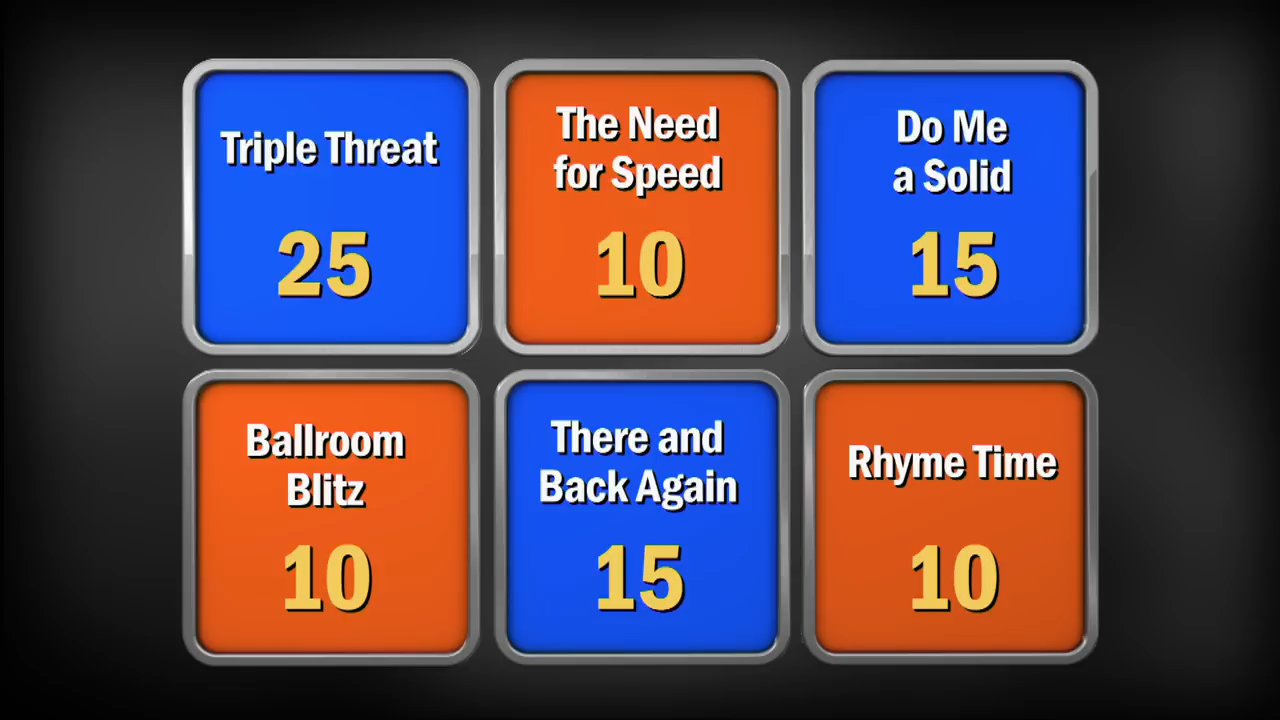 Triple Threat
25
The Need
for Speed
10
Do Me
a Solid
15
Ballroom
Blitz
10
There and
Back Again
15
Rhyme Time
10